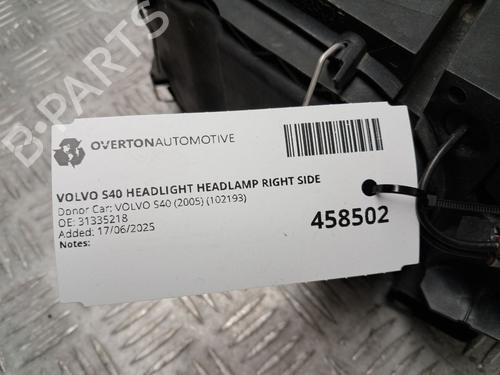 B-PARTS
OVERTONAUTOMOTIVE
VOLVO S40 HEADLIGHT HEADLAMP RIGHT SIDE
Donor Car: VOLVO S40 (2005) (102193)
OE: 31335218
Added: 17/06/2025
Notes:
458502